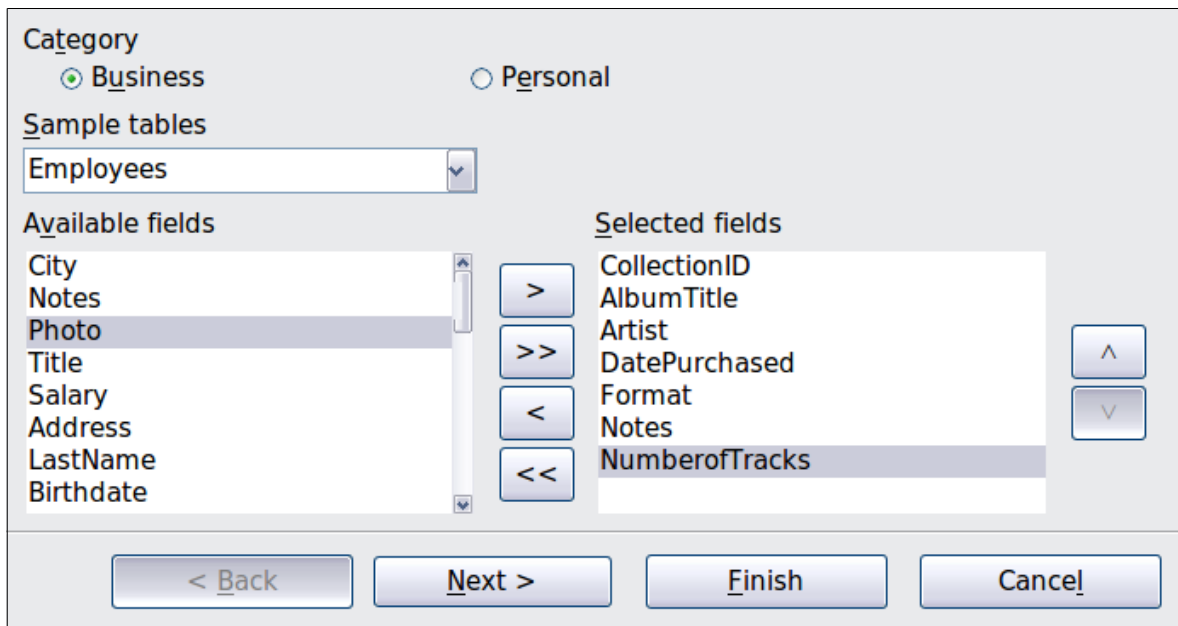 Category
Business Personal
Sample tables
Employees
Available fields Selected fields
City
Notes
Photo
Title
Salary
Address
LastName
Birthdate
>
>>
<
<<
CollectionID
AlbumTitle
Artist
DatePurchased
Format
Notes
NumberofTracks
^
v
< Back Next > Finish Cancel